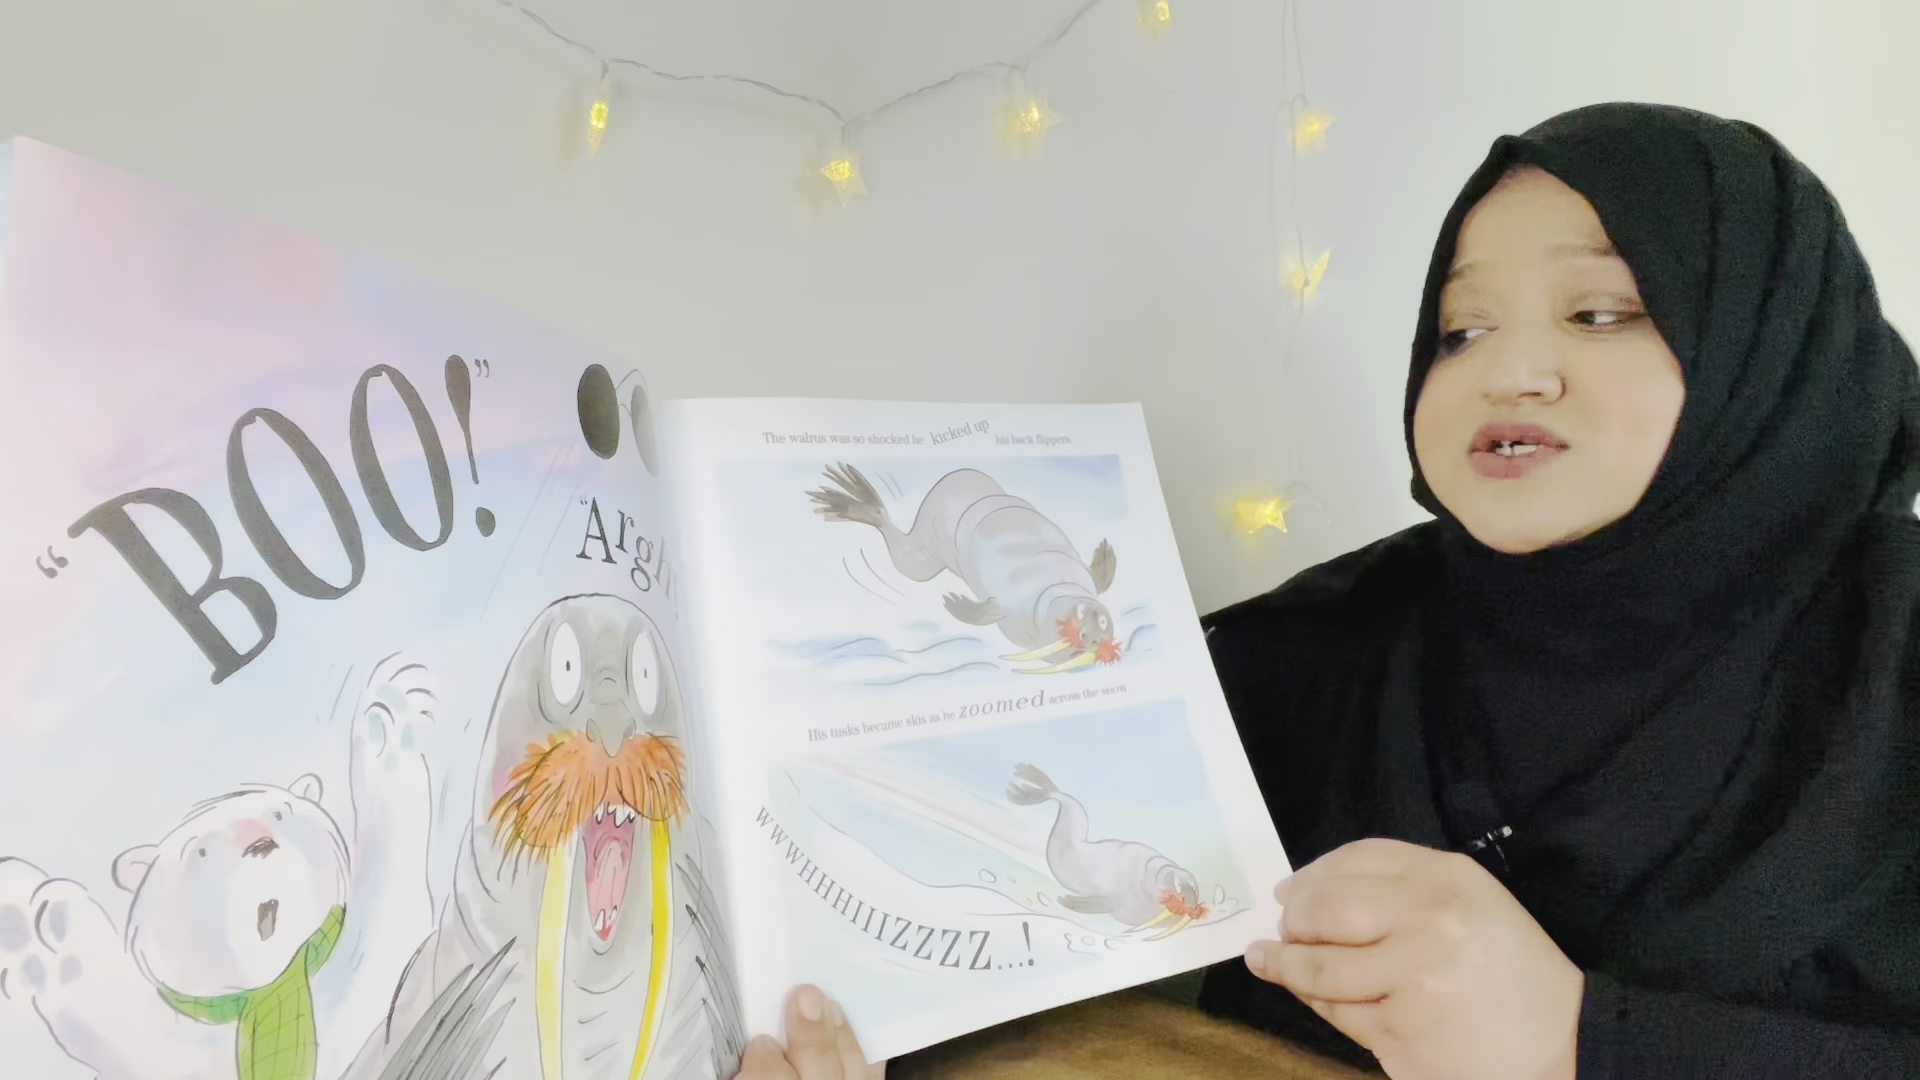 “BOO!”
“Argh
The walrus was so shocked he kicked up his back flippers
His tusks became skis as he zoomed across the snow
WWWHHHIIIZZZZ...!